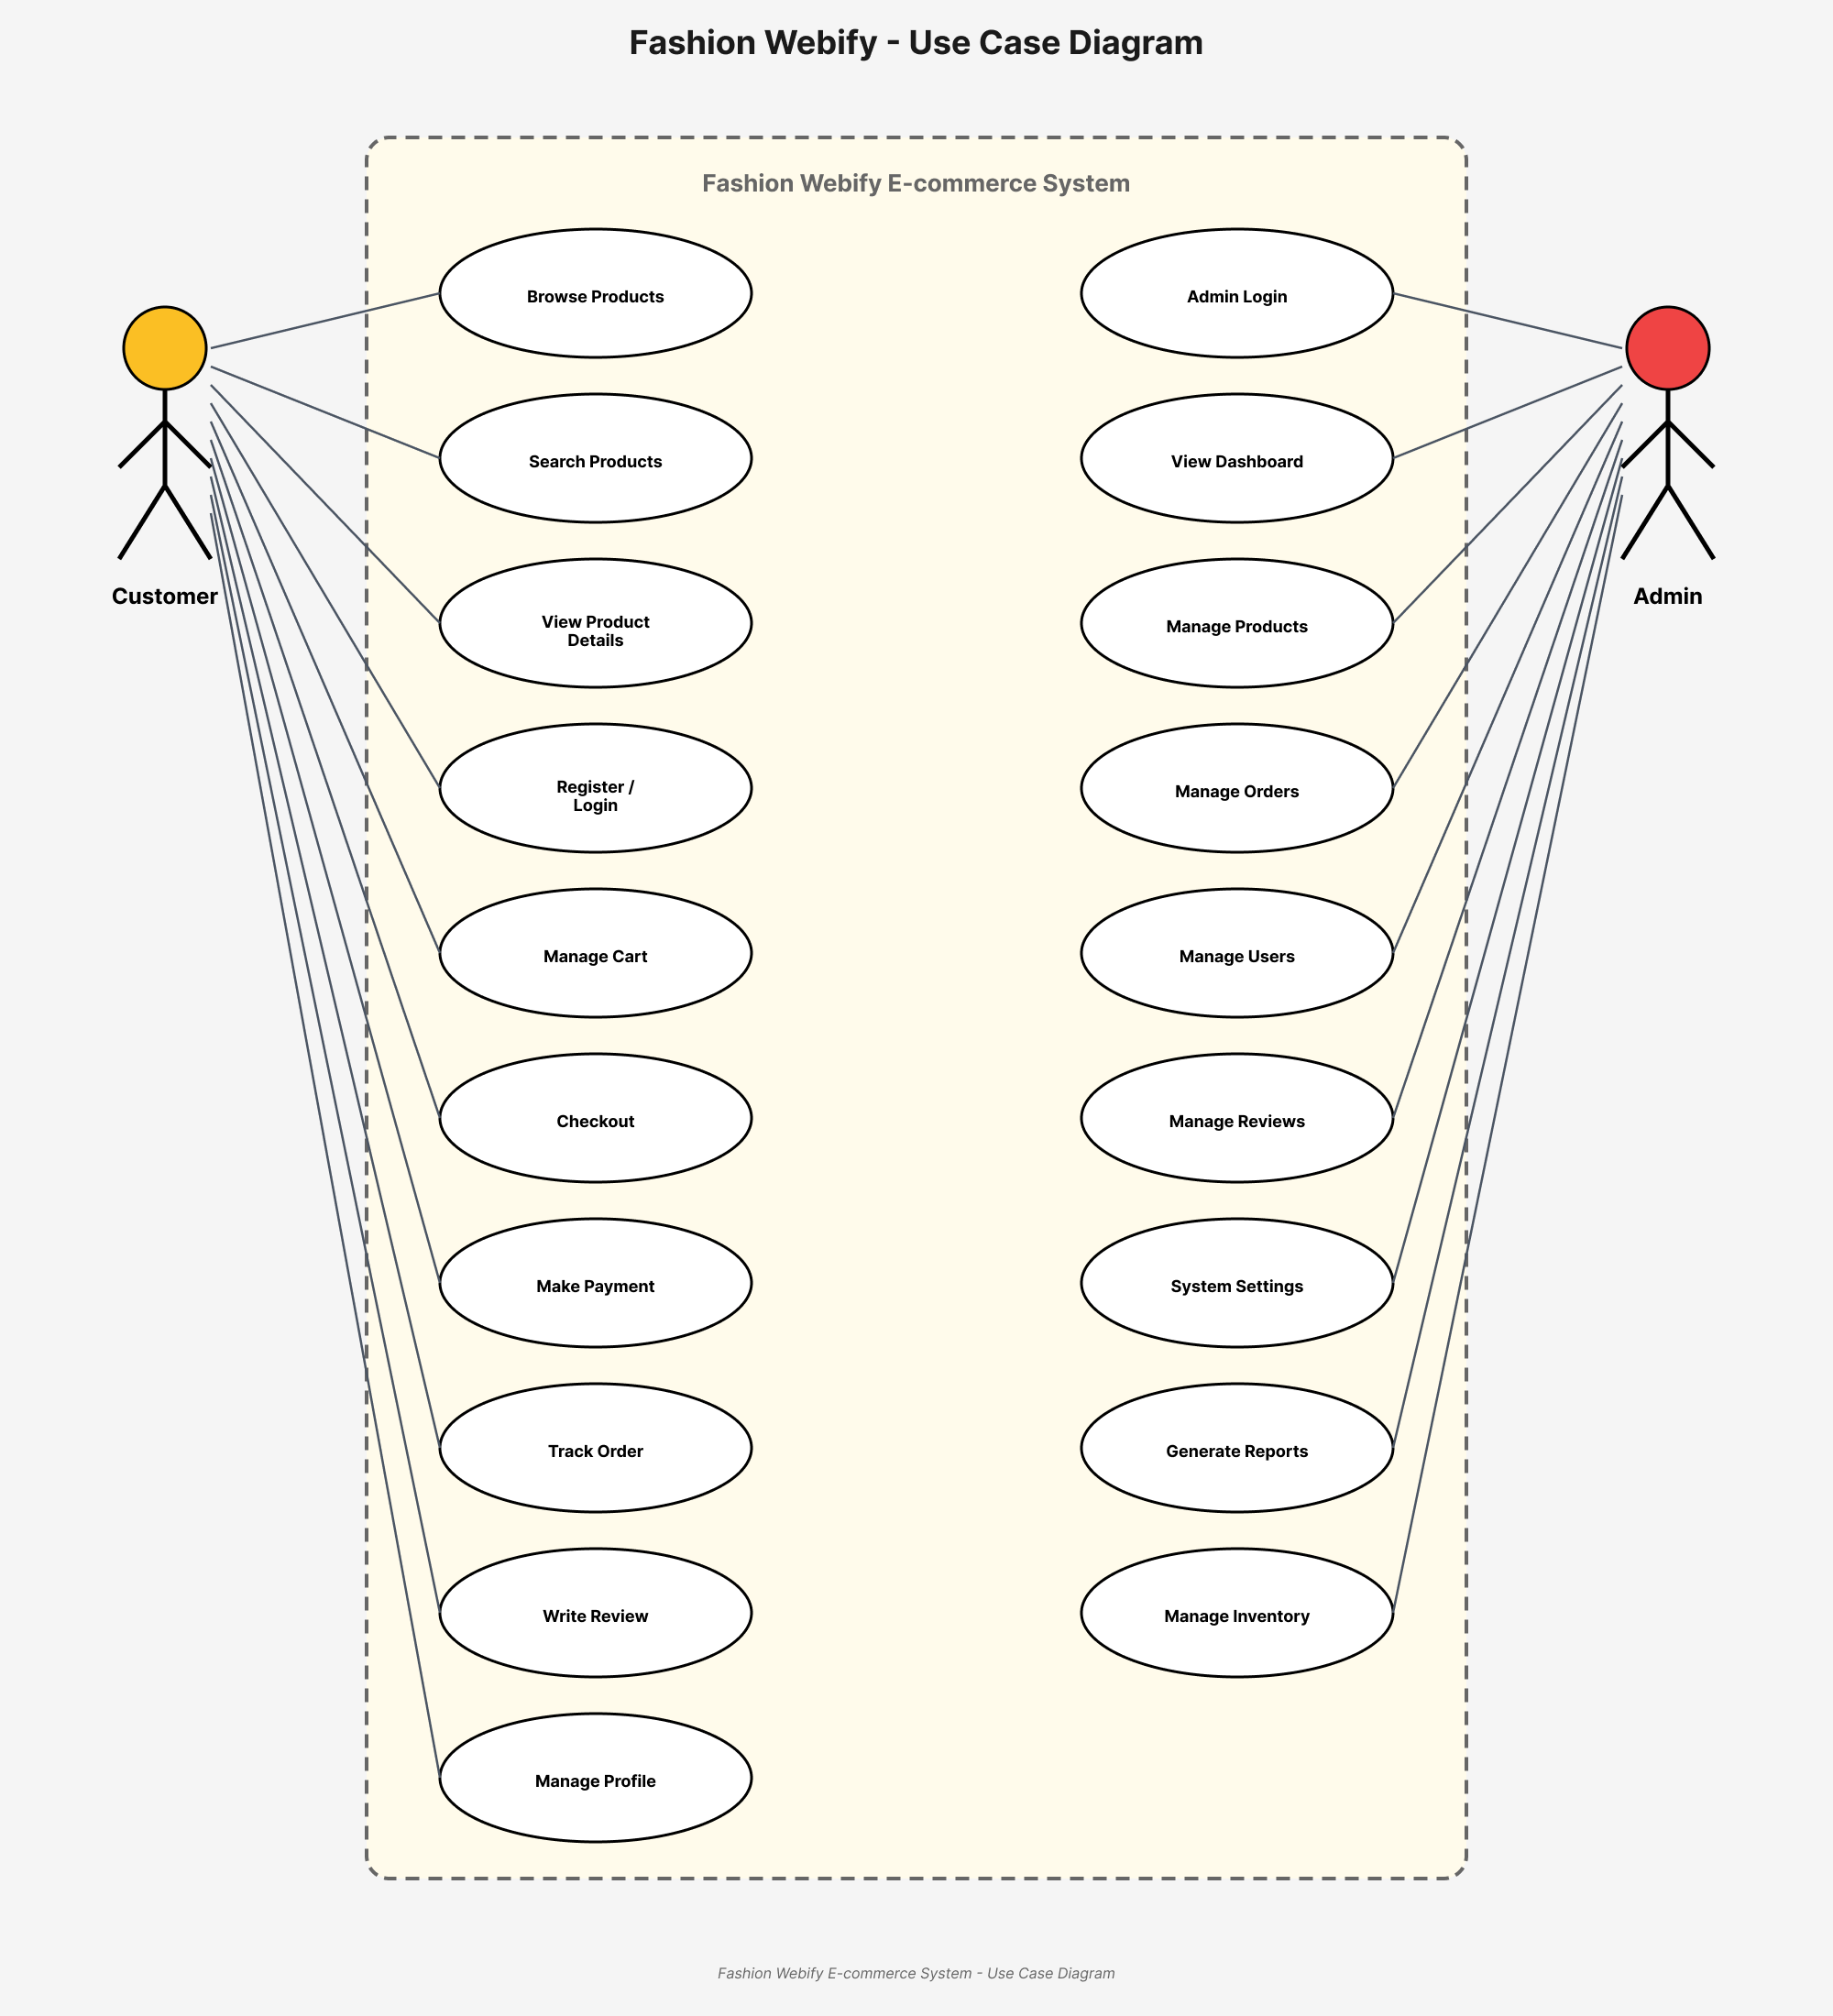 Fashion Webify - Use Case Diagram
Fashion Webify E-commerce System
Customer
Browse Products
Search Products
View Product
Details
Register /
Login
Manage Cart
Checkout
Make Payment
Track Order
Write Review
Manage Profile
Admin Login
View Dashboard
Manage Products
Manage Orders
Manage Users
Manage Reviews
System Settings
Generate Reports
Manage Inventory
Admin
Fashion Webify E-commerce System - Use Case Diagram